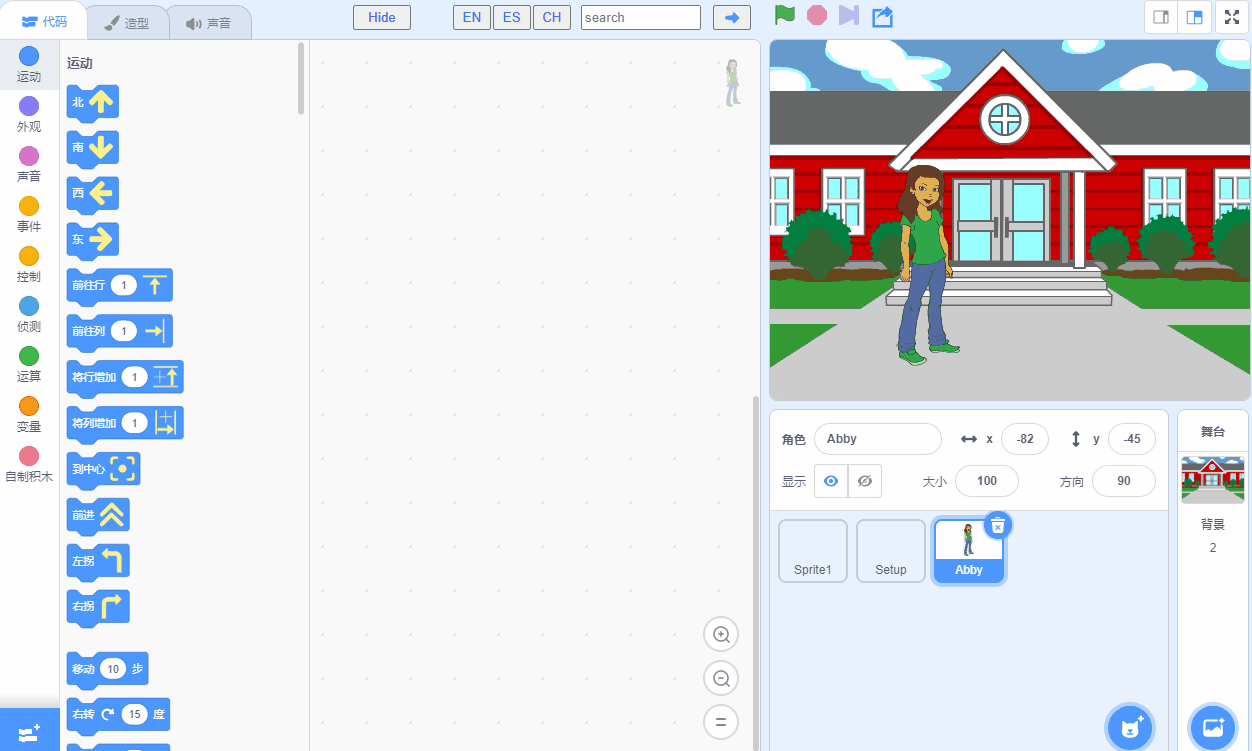 代码
造型
声音
Hide
EN
ES
CH
search
运动
外观
声音
事件
控制
侦测
运算
变量
自制积木
运动
北
南
西
东
前往行 1
前往列 1
将行增加 1
将列增加 1
到中心
前进
左拐
右拐
移动 10 步
右转 15 度
角色 Abby x -82 y -45
显示 大小 100 方向 90
Sprite1
Setup
Abby
舞台
背景
2